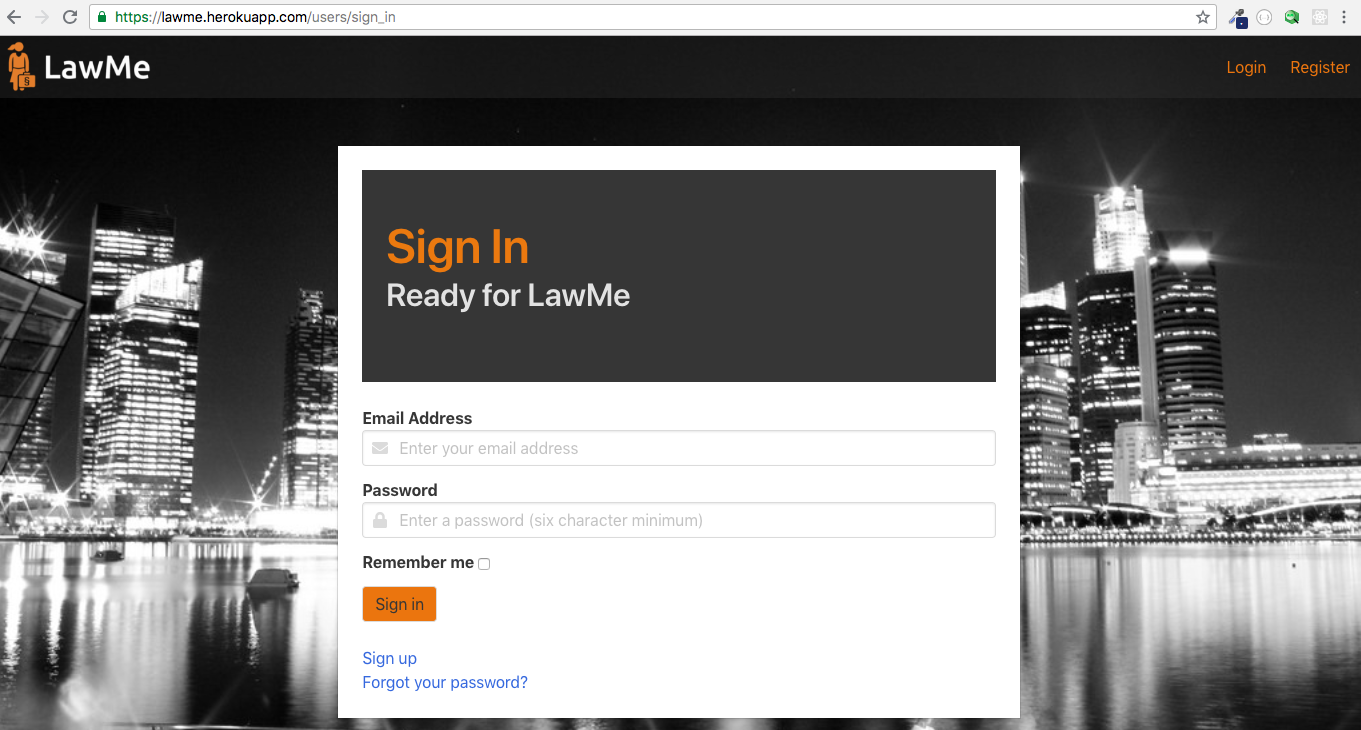 https://lawme.herokuapp.com/users/sign_in
LawMe
Login
Register
Sign In
Ready for LawMe
Email Address
Enter your email address
Password
Enter a password (six character minimum)
Remember me
Sign in
Sign up
Forgot your password?